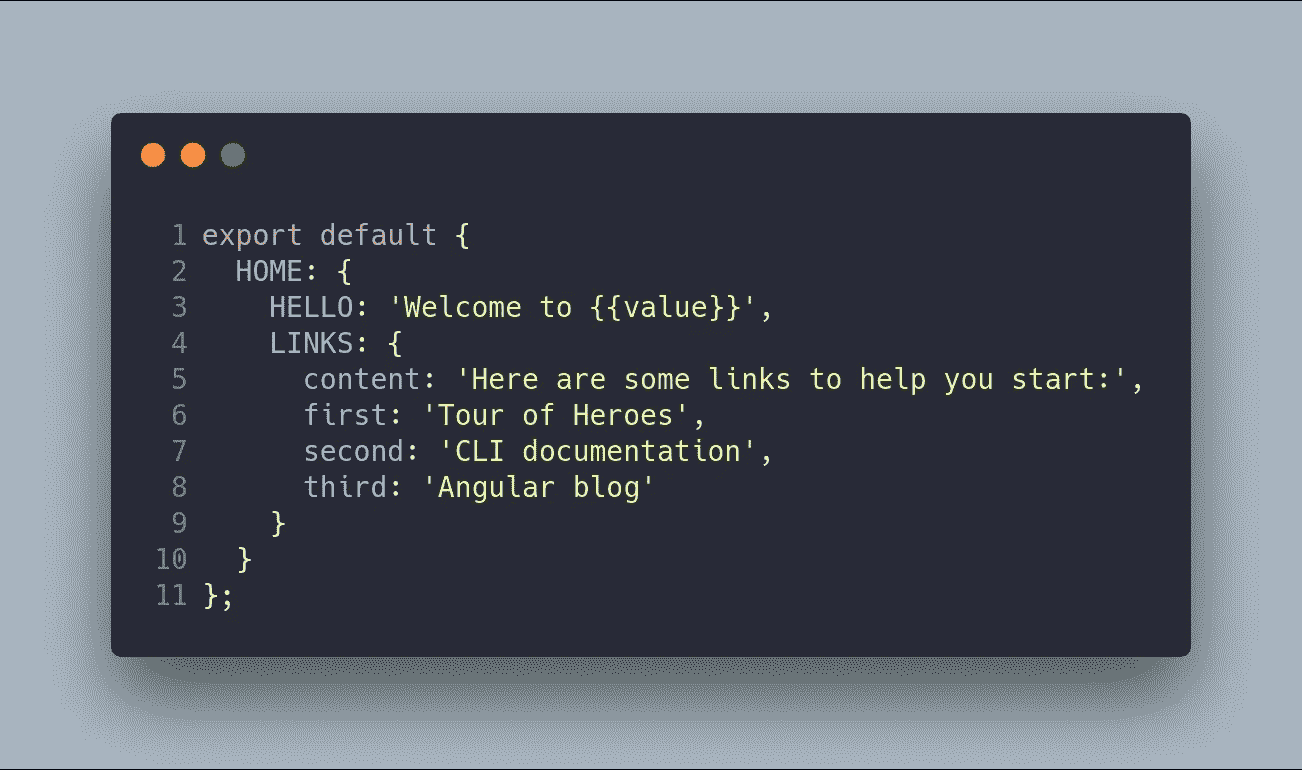 1 export default {
2   HOME: {
3     HELLO: 'Welcome to {{value}}',
4     LINKS: {
5       content: 'Here are some links to help you start:',
6       first: 'Tour of Heroes',
7       second: 'CLI documentation',
8       third: 'Angular blog'
9     }
10   }
11 };